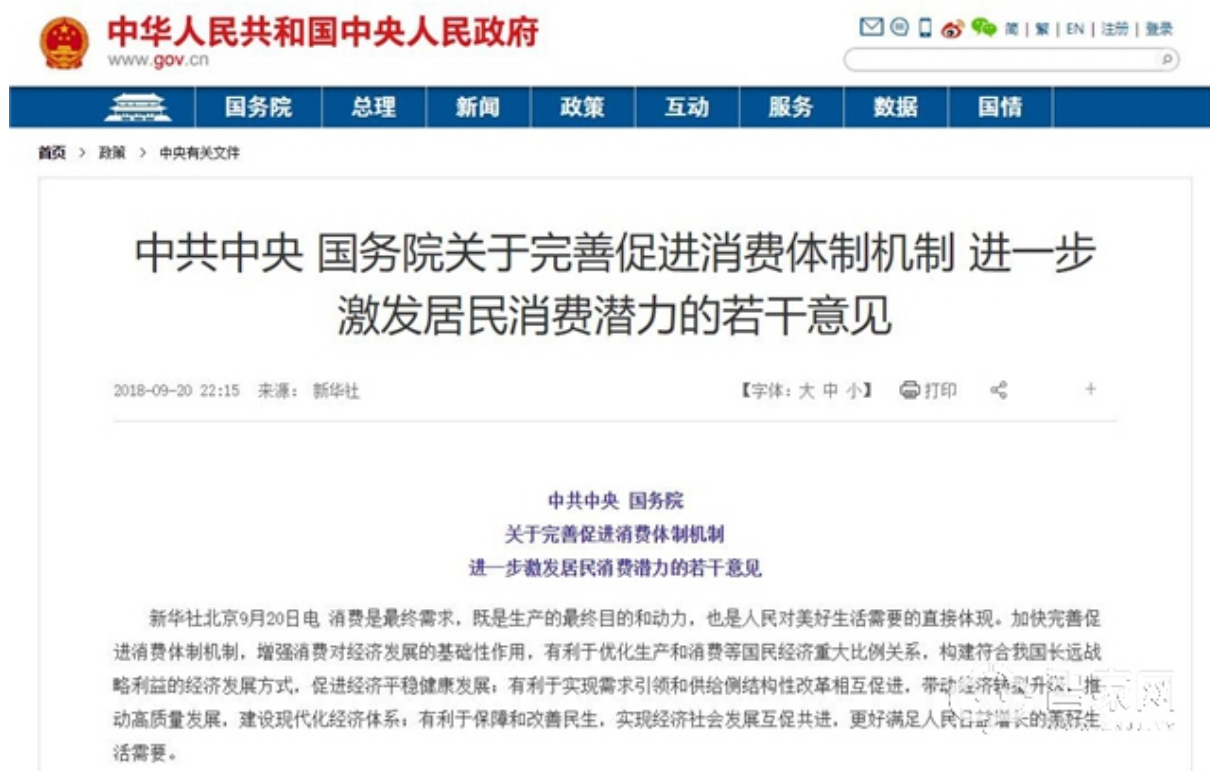 中华人民共和国中央人民政府
www.gov.cn
简 | 繁 | EN | 注册 | 登录
国务院 总理 新闻 政策 互动 服务 数据 国情
首页 > 政策 > 中央有关文件
中共中央 国务院关于完善促进消费体制机制 进一步
激发居民消费潜力的若干意见
2018-09-20 22:15 来源： 新华社 【字体：大 中 小】 打印 +
中共中央 国务院
关于完善促进消费体制机制
进一步激发居民消费潜力的若干意见
新华社北京9月20日电 消费是最终需求，既是生产的最终目的和动力，也是人民对美好生活需要的直接体现。加快完善促
进消费体制机制，增强消费对经济发展的基础性作用，有利于优化生产和消费等国民经济重大比例关系，构建符合我国长远战
略利益的经济发展方式，促进经济平稳健康发展；有利于实现需求引领和供给侧结构性改革相互促进，带动经济转型升级，推
动高质量发展，建设现代化经济体系；有利于保障和改善民生，实现经济社会发展互促共进，更好满足人民日益增长的美好生
活需要。